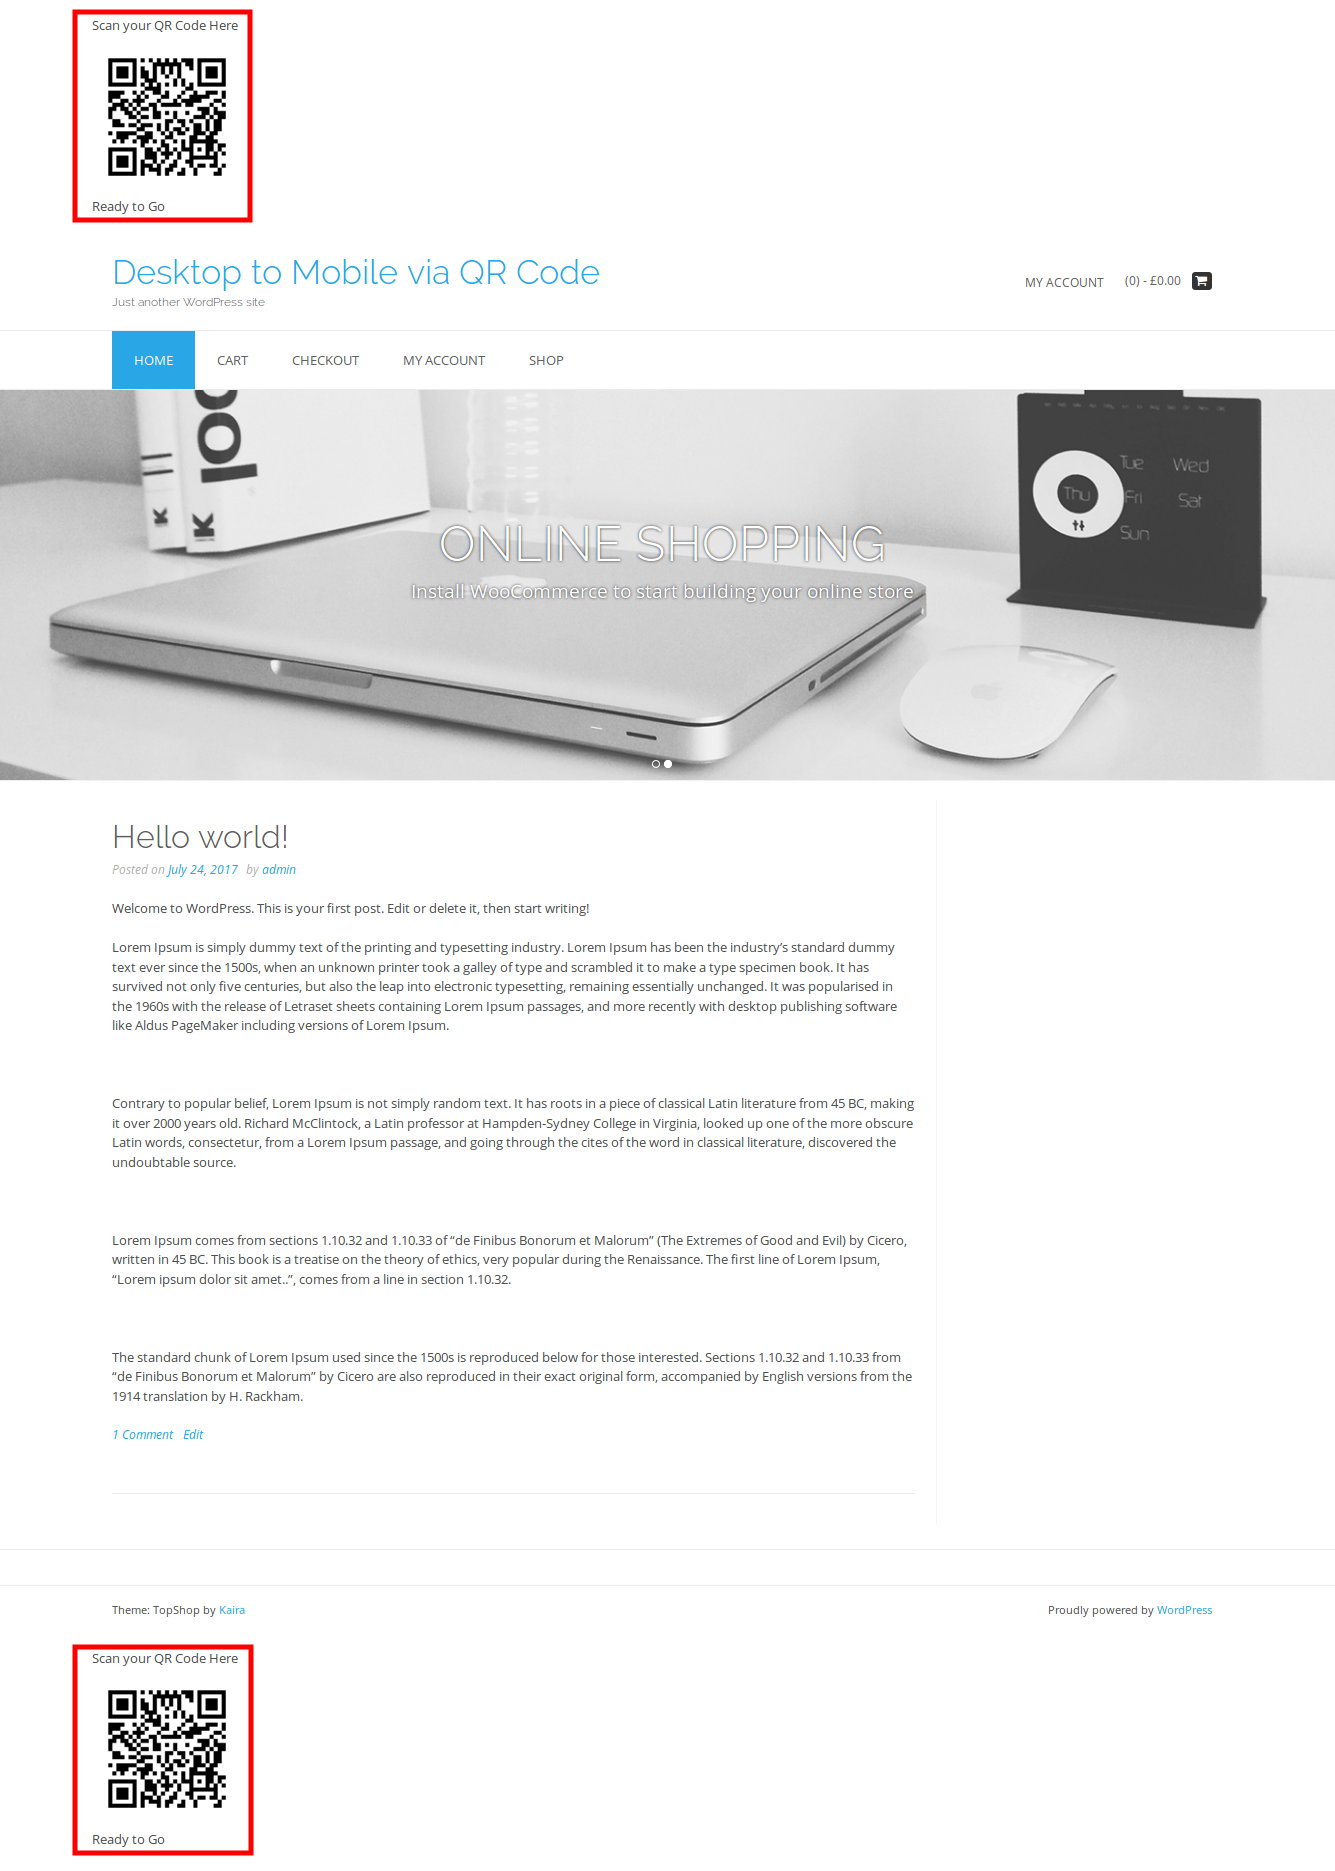 Scan your QR Code Here
Ready to Go
Desktop to Mobile via QR Code
Just another WordPress site
MY ACCOUNT (0) - £0.00
HOME CART CHECKOUT MY ACCOUNT SHOP
loo
K K
Tue Wed
Thu Fri Sat
Sun
ONLINE SHOPPING
Install WooCommerce to start building your online store
Hello world!
Posted on July 24, 2017 by admin
Welcome to WordPress. This is your first post. Edit or delete it, then start writing!
Lorem Ipsum is simply dummy text of the printing and typesetting industry. Lorem Ipsum has been the industry’s standard dummy
text ever since the 1500s, when an unknown printer took a galley of type and scrambled it to make a type specimen book. It has
survived not only five centuries, but also the leap into electronic typesetting, remaining essentially unchanged. It was popularised in
the 1960s with the release of Letraset sheets containing Lorem Ipsum passages, and more recently with desktop publishing software
like Aldus PageMaker including versions of Lorem Ipsum.
Contrary to popular belief, Lorem Ipsum is not simply random text. It has roots in a piece of classical Latin literature from 45 BC, making
it over 2000 years old. Richard McClintock, a Latin professor at Hampden-Sydney College in Virginia, looked up one of the more obscure
Latin words, consectetur, from a Lorem Ipsum passage, and going through the cites of the word in classical literature, discovered the
undoubtable source.
Lorem Ipsum comes from sections 1.10.32 and 1.10.33 of “de Finibus Bonorum et Malorum” (The Extremes of Good and Evil) by Cicero,
written in 45 BC. This book is a treatise on the theory of ethics, very popular during the Renaissance. The first line of Lorem Ipsum,
“Lorem ipsum dolor sit amet..”, comes from a line in section 1.10.32.
The standard chunk of Lorem Ipsum used since the 1500s is reproduced below for those interested. Sections 1.10.32 and 1.10.33 from
“de Finibus Bonorum et Malorum” by Cicero are also reproduced in their exact original form, accompanied by English versions from the
1914 translation by H. Rackham.
1 Comment Edit
Theme: TopShop by Kaira
Proudly powered by WordPress
Scan your QR Code Here
Ready to Go